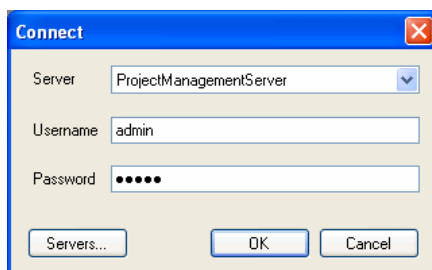 Connect
Server ProjectManagementServer
Username admin
Password •••••
Servers... OK Cancel